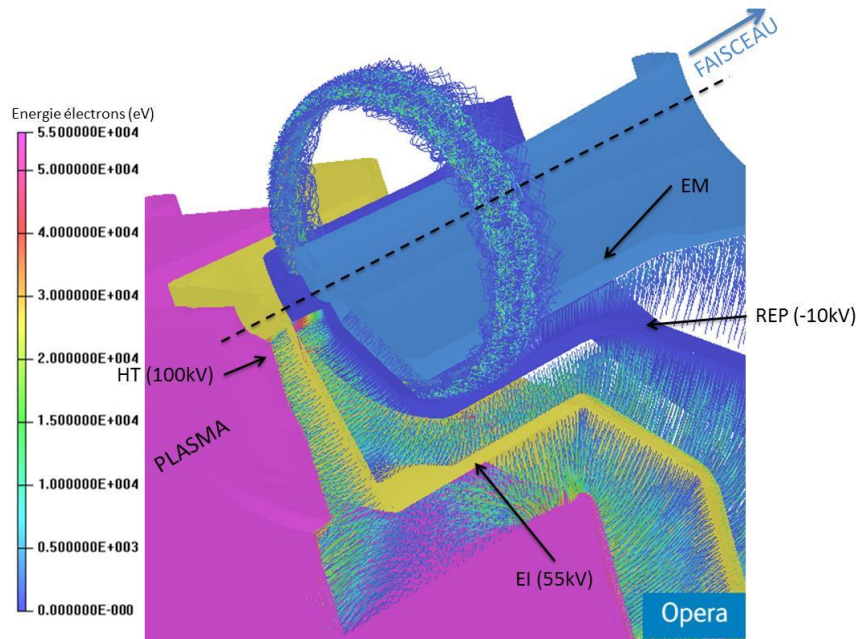 FAISCEAU
Energie électrons (eV)
5.500000E+004
5.000000E+004
4.000000E+004
3.000000E+004
2.000000E+004
1.500000E+004
1.000000E+004
0.500000E+003
0.000000E-000
EM
REP (-10kV)
HT (100kV)
PLASMA
EI (55kV)
Opera